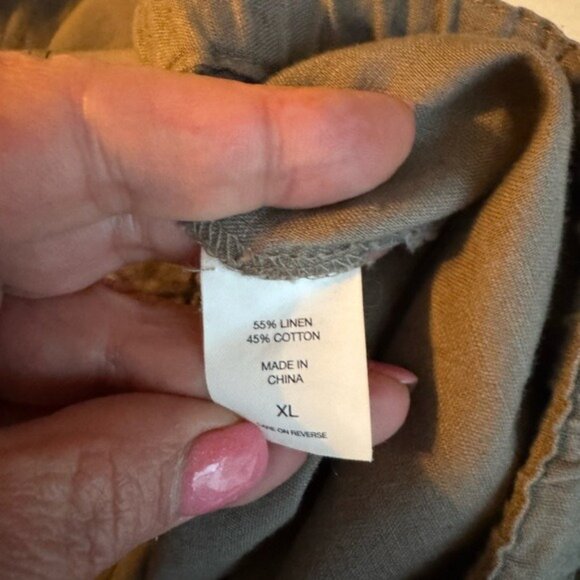 55% LINEN
45% COTTON
MADE IN
CHINA
XL
ON REVERSE